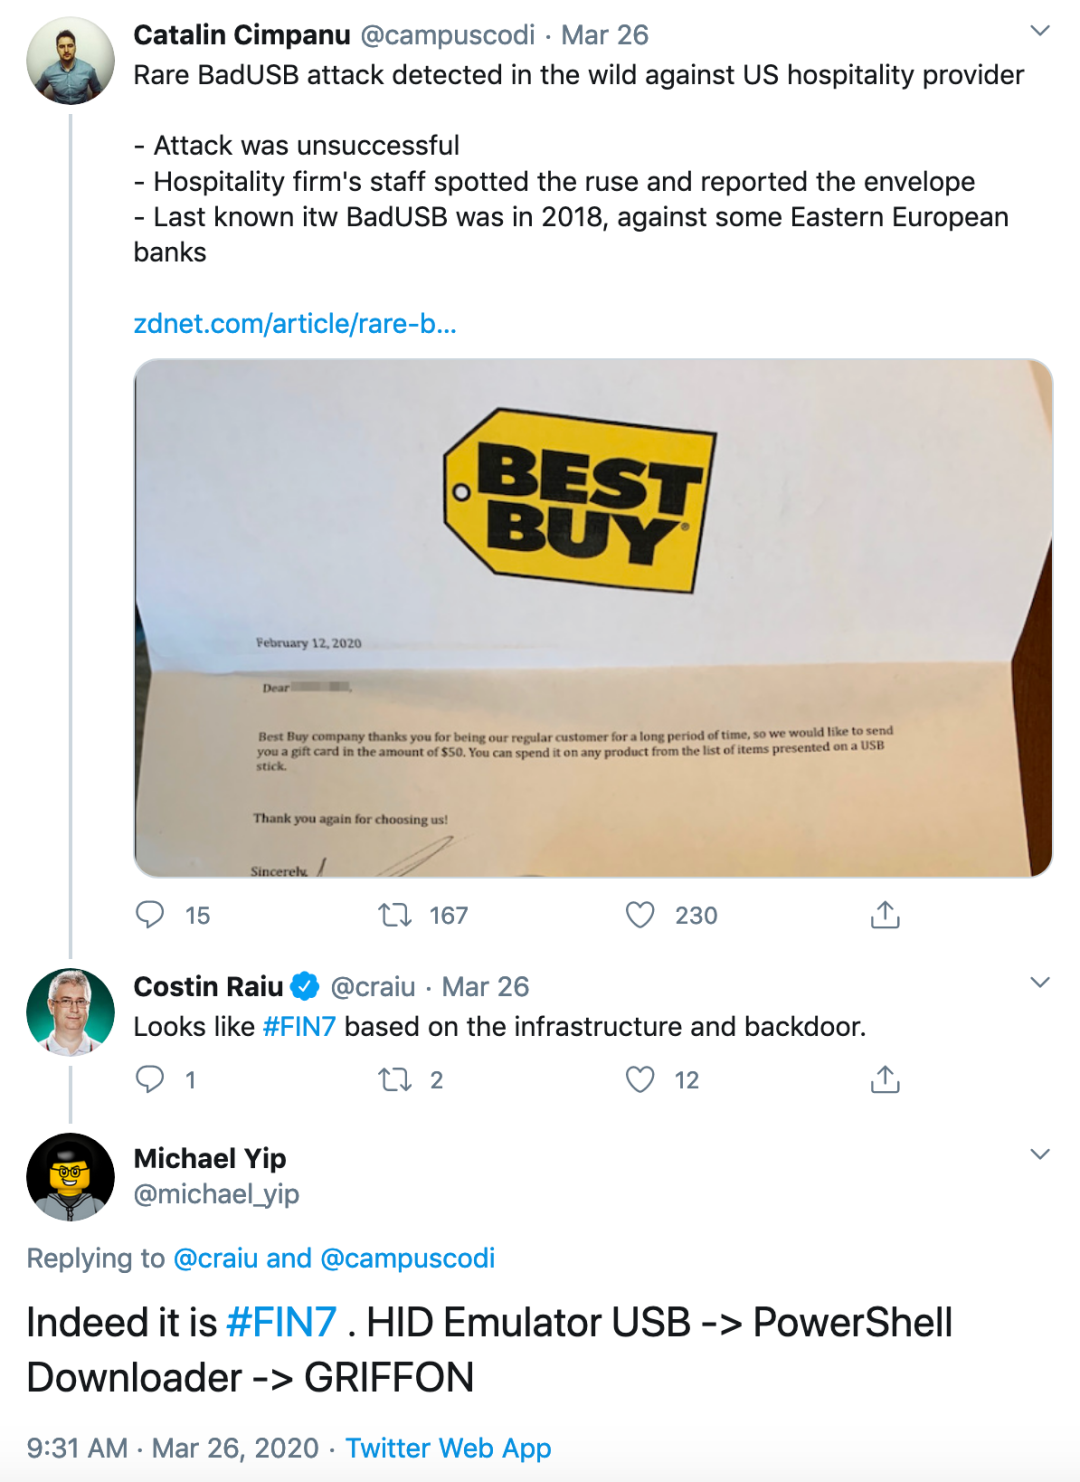 Catalin Cimpanu @campuscodi · Mar 26
Rare BadUSB attack detected in the wild against US hospitality provider
- Attack was unsuccessful
- Hospitality firm's staff spotted the ruse and reported the envelope
- Last known itw BadUSB was in 2018, against some Eastern European
banks
zdnet.com/article/rare-b...
BEST
BUY®
February 12, 2020
Dear
Best Buy company thanks you for being our regular customer for a long period of time, so we would like to send
you a gift card in the amount of $50. You can spend it on any product from the list of items presented on a USB
stick.
Thank you again for choosing us!
Sincerely,
15 167 230
Costin Raiu @craiu · Mar 26
Looks like #FIN7 based on the infrastructure and backdoor.
1 2 12
Michael Yip
@michael_yip
Replying to @craiu and @campuscodi
Indeed it is #FIN7 . HID Emulator USB -> PowerShell
Downloader -> GRIFFON
9:31 AM · Mar 26, 2020 · Twitter Web App